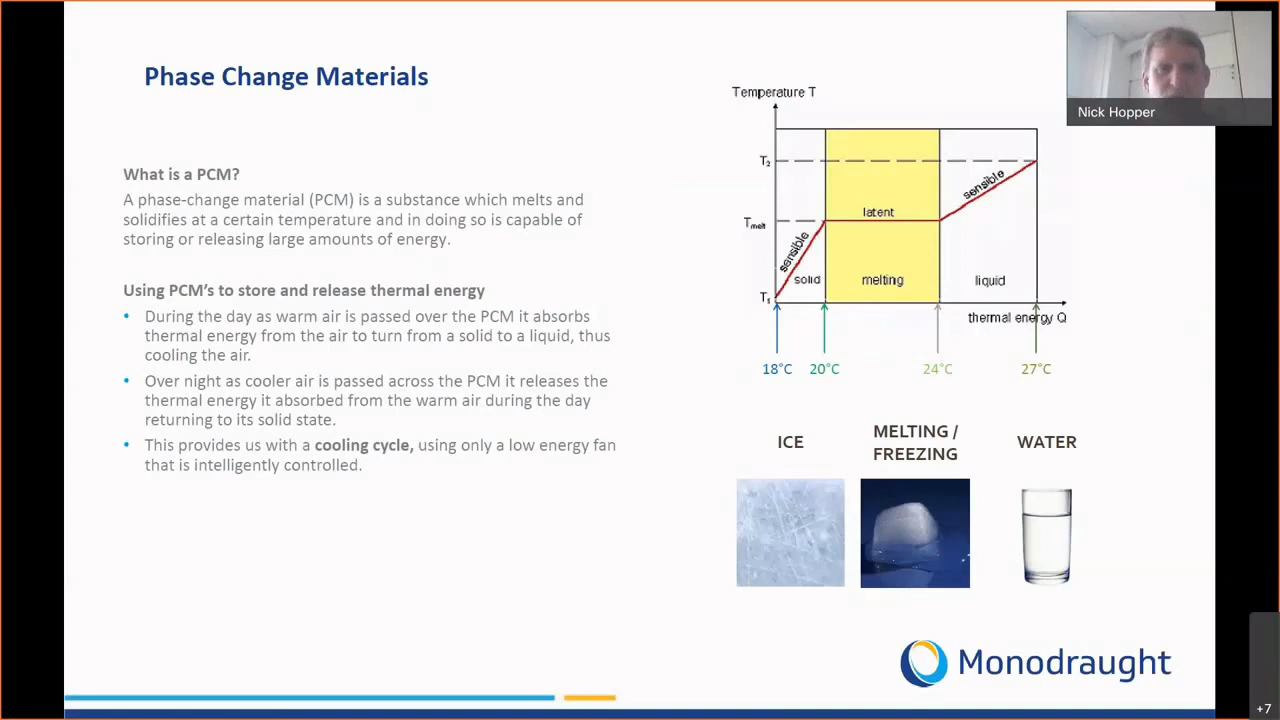 Phase Change Materials
What is a PCM?
A phase-change material (PCM) is a substance which melts and
solidifies at a certain temperature and in doing so is capable of
storing or releasing large amounts of energy.
Using PCM's to store and release thermal energy
• During the day as warm air is passed over the PCM it absorbs
thermal energy from the air to turn from a solid to a liquid, thus
cooling the air.
• Over night as cooler air is passed across the PCM it releases the
thermal energy it absorbed from the warm air during the day
returning to its solid state.
• This provides us with a cooling cycle, using only a low energy fan
that is intelligently controlled.
Temperature T
T2
Tmelt
T1
sensible
latent
sensible
solid
melting
liquid
thermal energy Q
18°C
20°C
24°C
27°C
ICE
MELTING /
FREEZING
WATER
Monodraught
Nick Hopper
+7